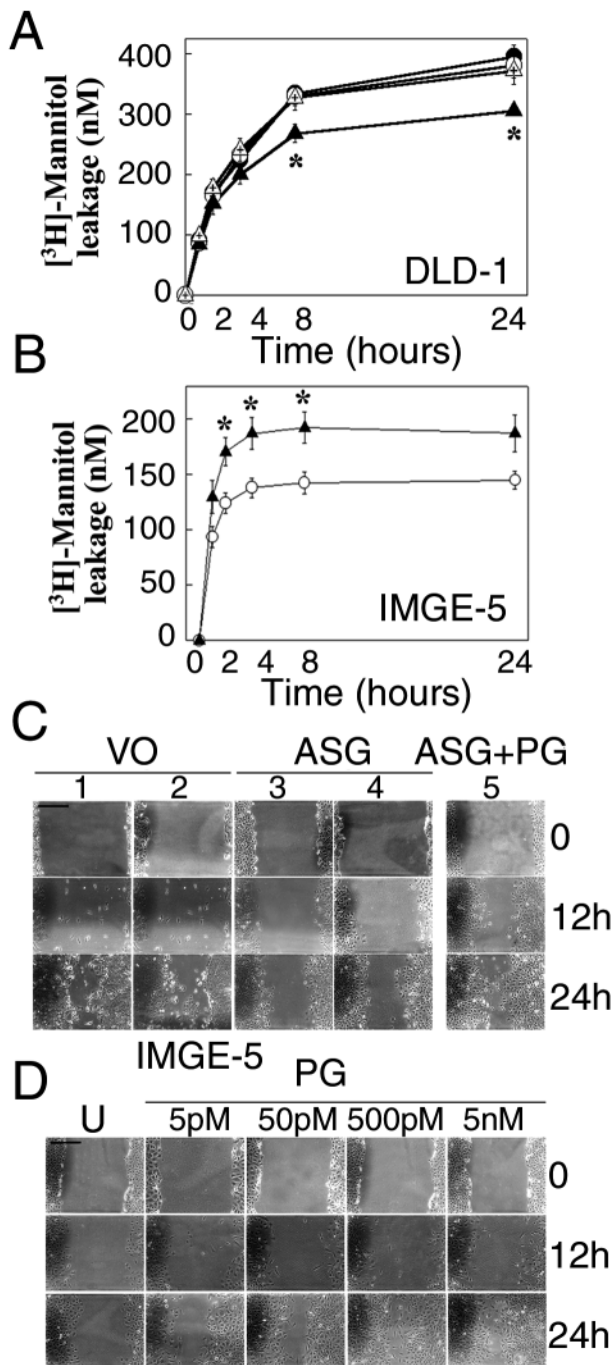 A
[³H]-Mannitol
leakage (nM)
400
300
200
100
0
*
*
DLD-1
0 2 4 8 24
Time (hours)
B
[³H]-Mannitol
leakage (nM)
200
150
100
50
0
* * *
IMGE-5
0 2 4 8 24
Time (hours)
C
VO ASG ASG+PG
1 2 3 4 5
0
12h
24h
IMGE-5
D
PG
U 5pM 50pM 500pM 5nM
0
12h
24h